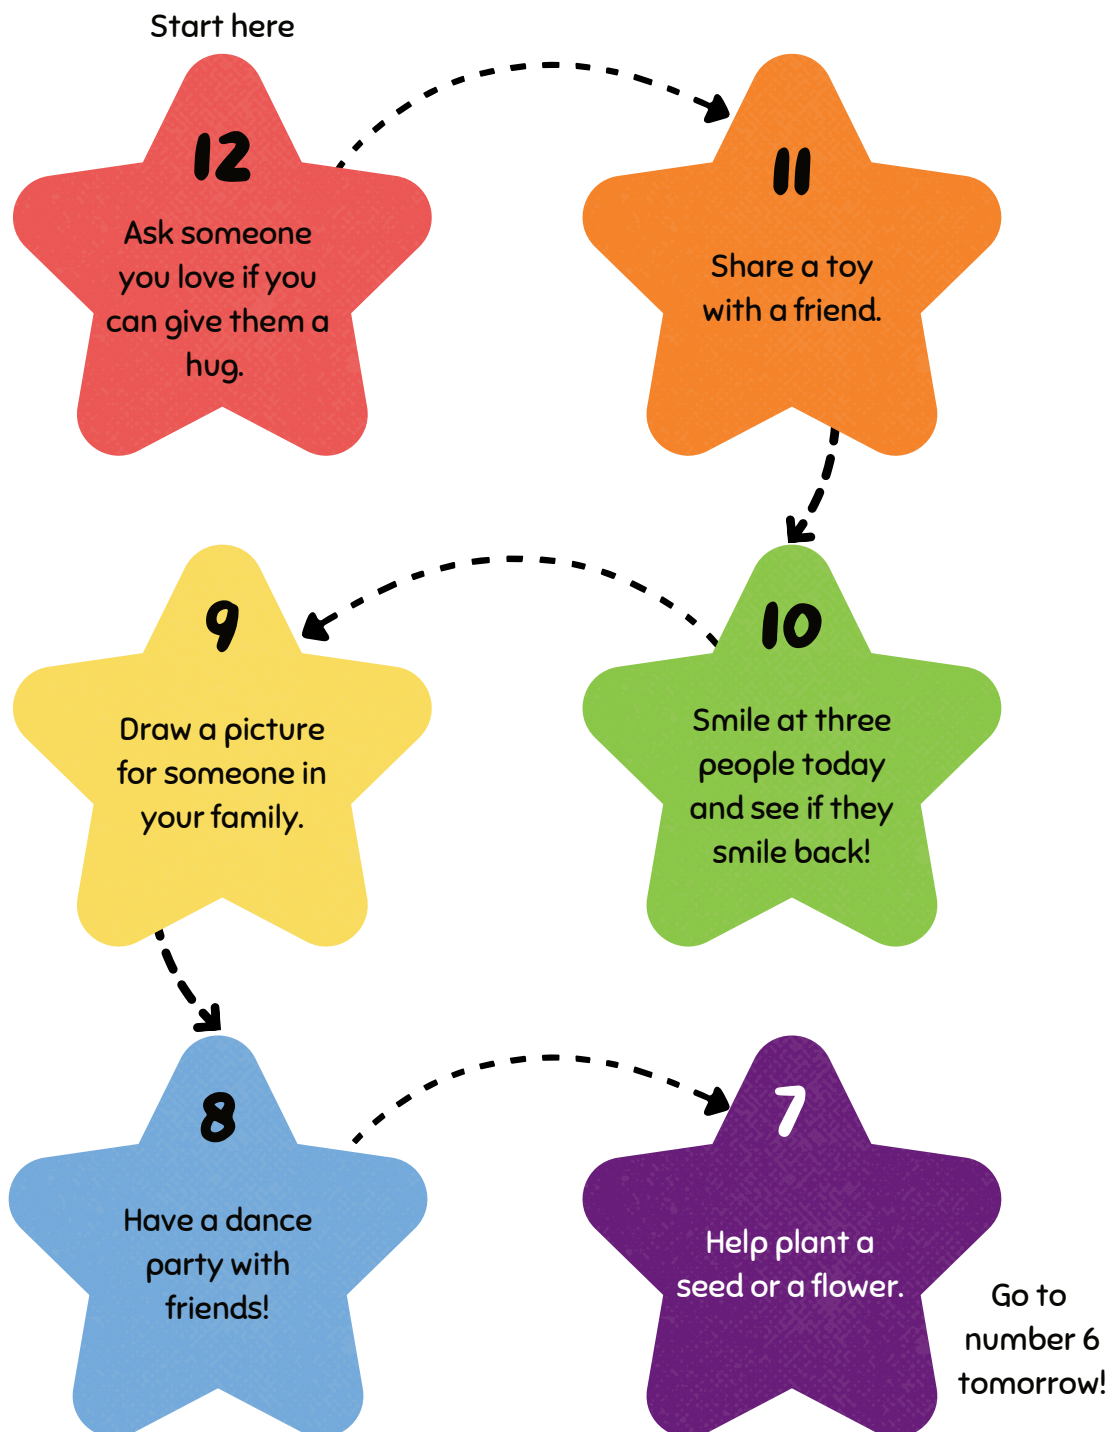 Start here
12
Ask someone
you love if you
can give them a
hug.
11
Share a toy
with a friend.
10
Smile at three
people today
and see if they
smile back!
9
Draw a picture
for someone in
your family.
8
Have a dance
party with
friends!
7
Help plant a
seed or a flower.
Go to
number 6
tomorrow!